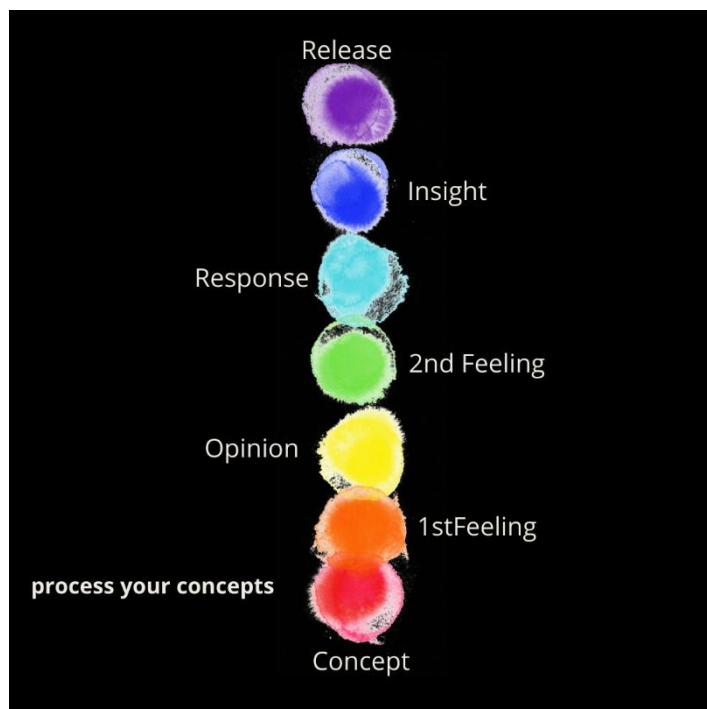 Release
Insight
Response
2nd Feeling
Opinion
1stFeeling
process your concepts
Concept